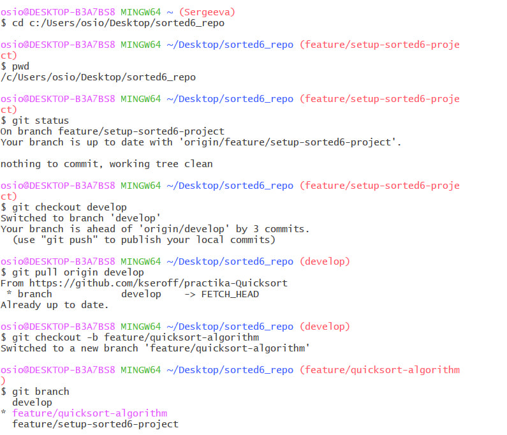 osio@DESKTOP-B3A7BS8 MINGW64 ~ (Sergeeva)
$ cd c:/Users/osio/Desktop/sorted6_repo
osio@DESKTOP-B3A7BS8 MINGW64 ~/Desktop/sorted6_repo (feature/setup-sorted6-proje
ct)
$ pwd
/c/Users/osio/Desktop/sorted6_repo
osio@DESKTOP-B3A7BS8 MINGW64 ~/Desktop/sorted6_repo (feature/setup-sorted6-proje
ct)
$ git status
On branch feature/setup-sorted6-project
Your branch is up to date with 'origin/feature/setup-sorted6-project'.
nothing to commit, working tree clean
osio@DESKTOP-B3A7BS8 MINGW64 ~/Desktop/sorted6_repo (feature/setup-sorted6-proje
ct)
$ git checkout develop
Switched to branch 'develop'
Your branch is ahead of 'origin/develop' by 3 commits.
  (use "git push" to publish your local commits)
osio@DESKTOP-B3A7BS8 MINGW64 ~/Desktop/sorted6_repo (develop)
$ git pull origin develop
From https://github.com/kseroff/practika-Quicksort
 * branch            develop    -> FETCH_HEAD
Already up to date.
osio@DESKTOP-B3A7BS8 MINGW64 ~/Desktop/sorted6_repo (develop)
$ git checkout -b feature/quicksort-algorithm
Switched to a new branch 'feature/quicksort-algorithm'
osio@DESKTOP-B3A7BS8 MINGW64 ~/Desktop/sorted6_repo (feature/quicksort-algorithm
)
$ git branch
  develop
* feature/quicksort-algorithm
  feature/setup-sorted6-project